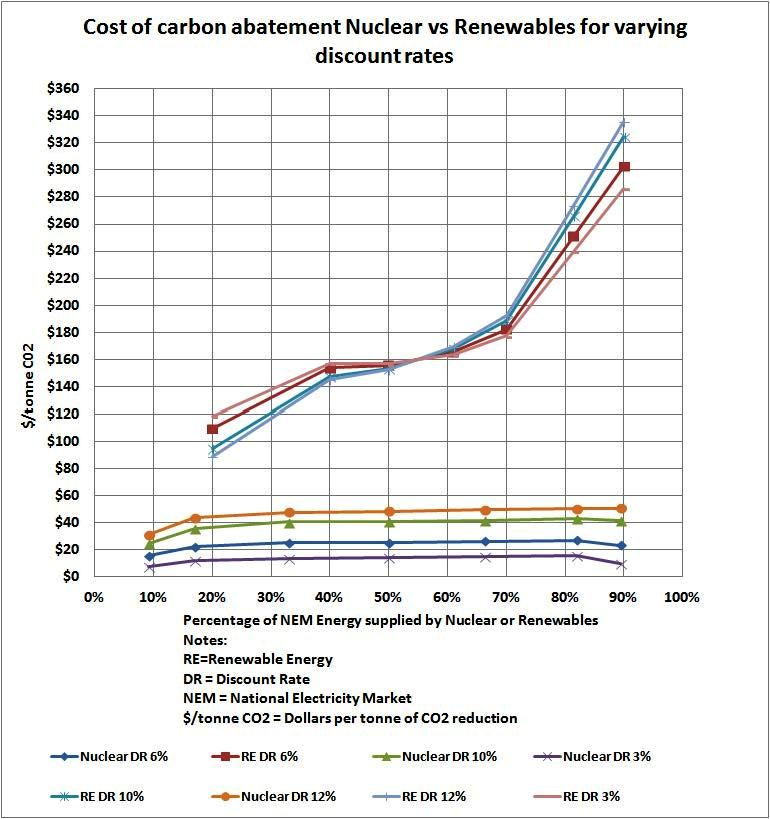 Cost of carbon abatement Nuclear vs Renewables for varying
discount rates
$360
$340
$320
$300
$280
$260
$240
$220
$200
$180
$160
$140
$120
$100
$80
$60
$40
$20
$0
$/tonne CO2
0% 10% 20% 30% 40% 50% 60% 70% 80% 90% 100%
Percentage of NEM Energy supplied by Nuclear or Renewables
Notes:
RE=Renewable Energy
DR = Discount Rate
NEM = National Electricity Market
$/tonne CO2 = Dollars per tonne of CO2 reduction
Nuclear DR 6% RE DR 6% Nuclear DR 10% Nuclear DR 3%
RE DR 10% Nuclear DR 12% RE DR 12% RE DR 3%